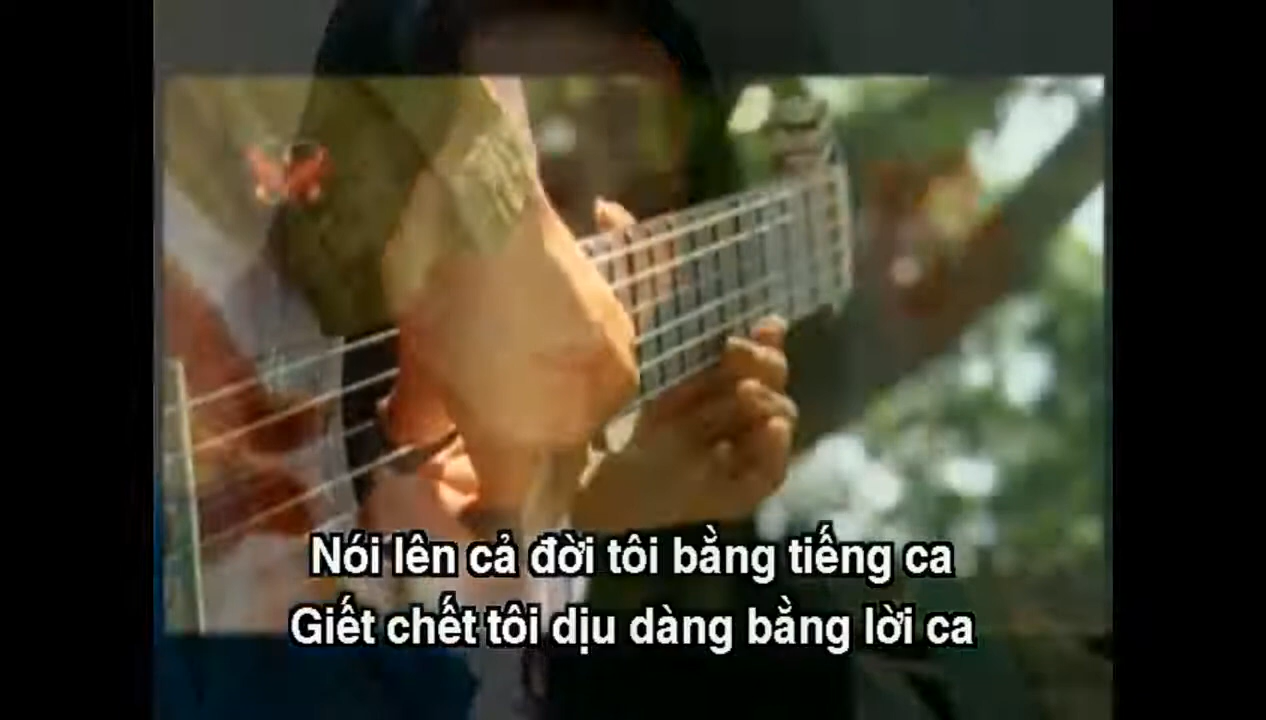 Nói lên cả đời tôi bằng tiếng ca
Giết chết tôi dịu dàng bằng lời ca